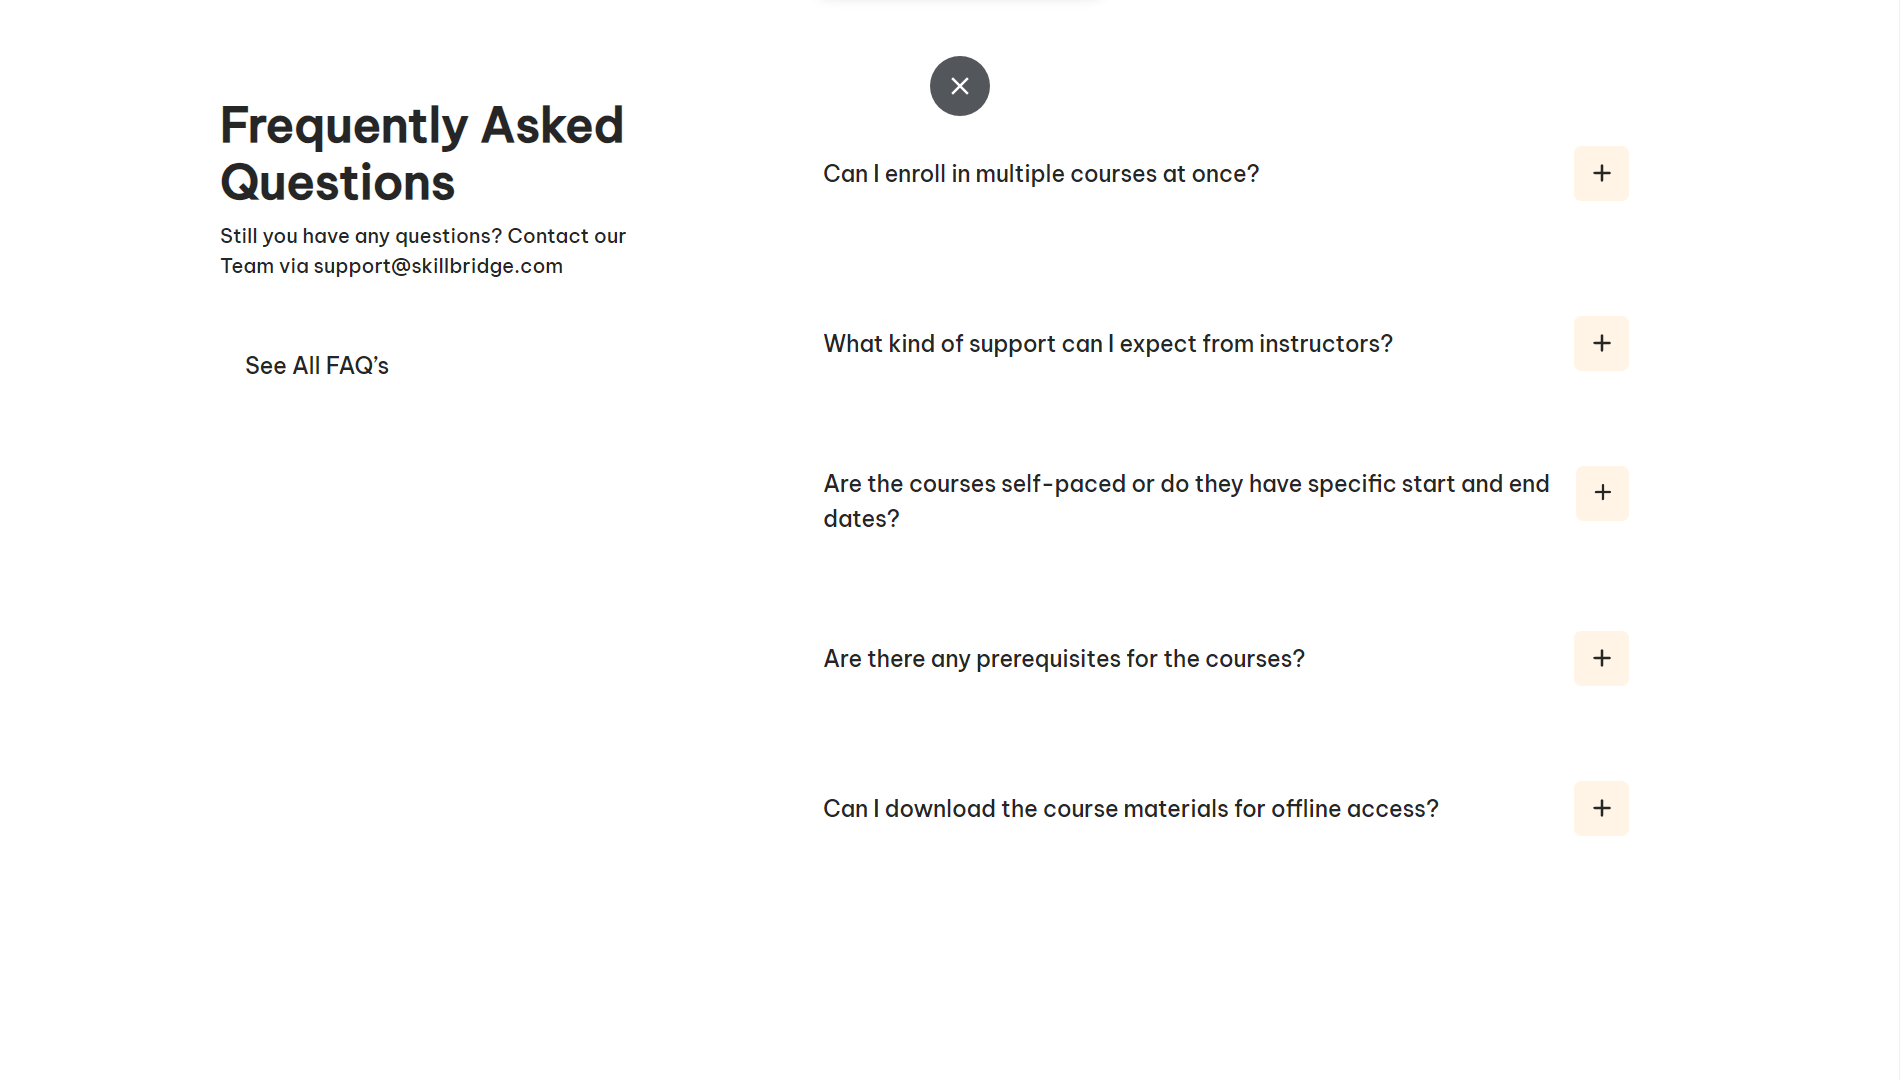 Frequently Asked
Questions
Still you have any questions? Contact our
Team via support@skillbridge.com
See All FAQ’s
Can I enroll in multiple courses at once?
What kind of support can I expect from instructors?
Are the courses self-paced or do they have specific start and end
dates?
Are there any prerequisites for the courses?
Can I download the course materials for offline access?